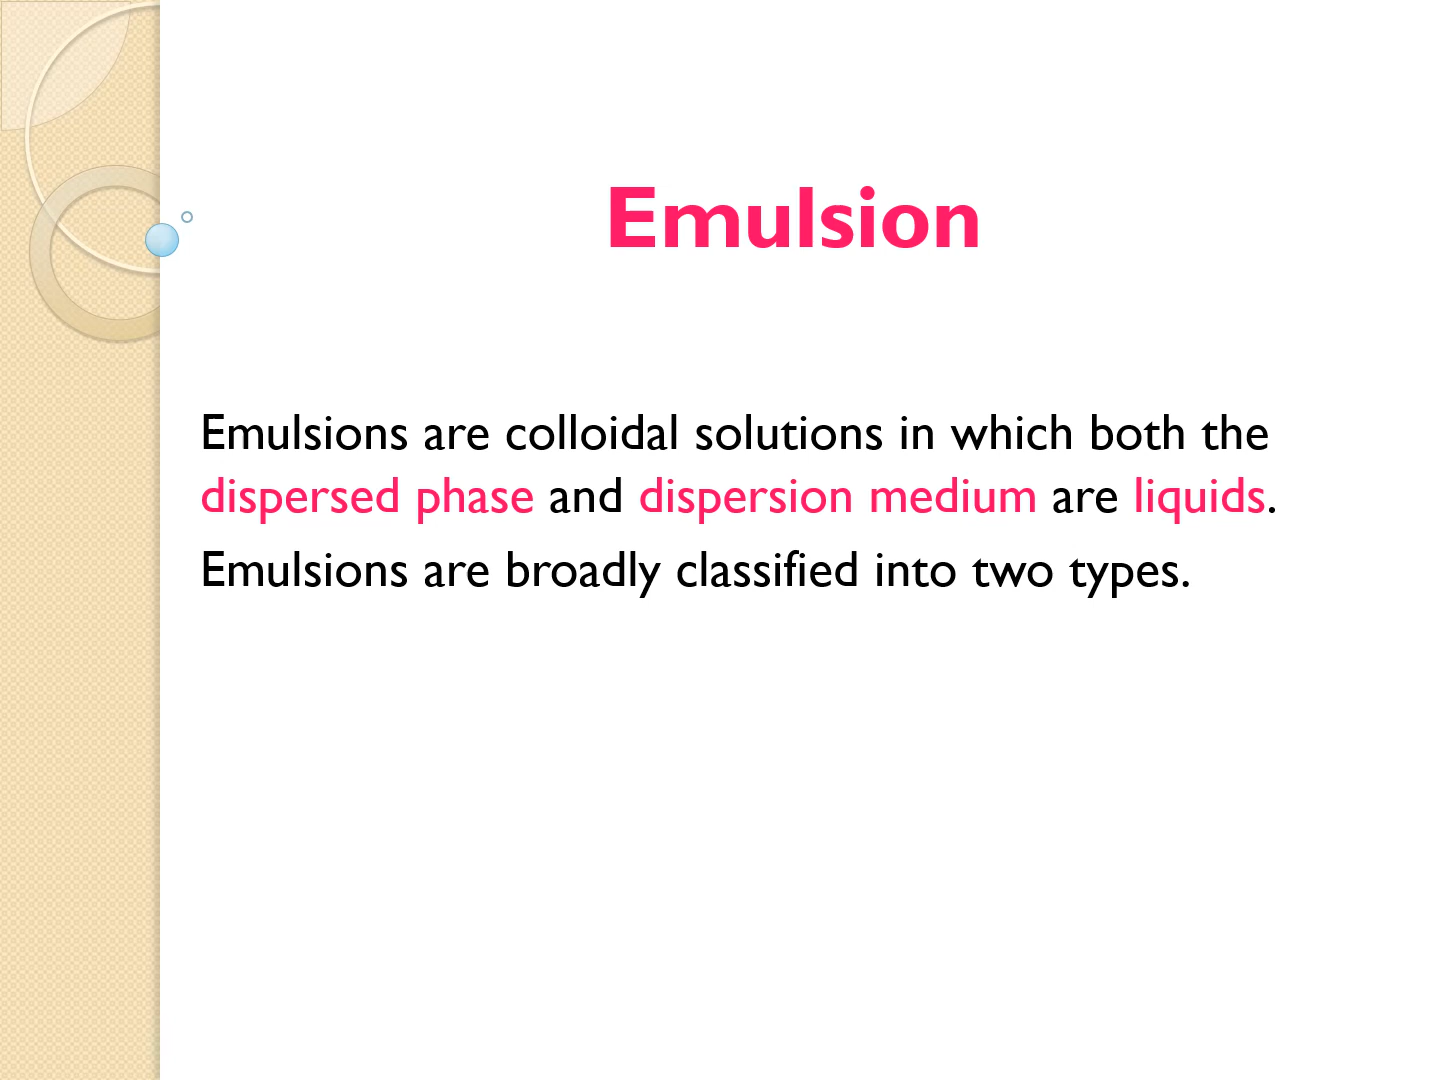 Emulsion
Emulsions are colloidal solutions in which both the
dispersed phase and dispersion medium are liquids.
Emulsions are broadly classified into two types.